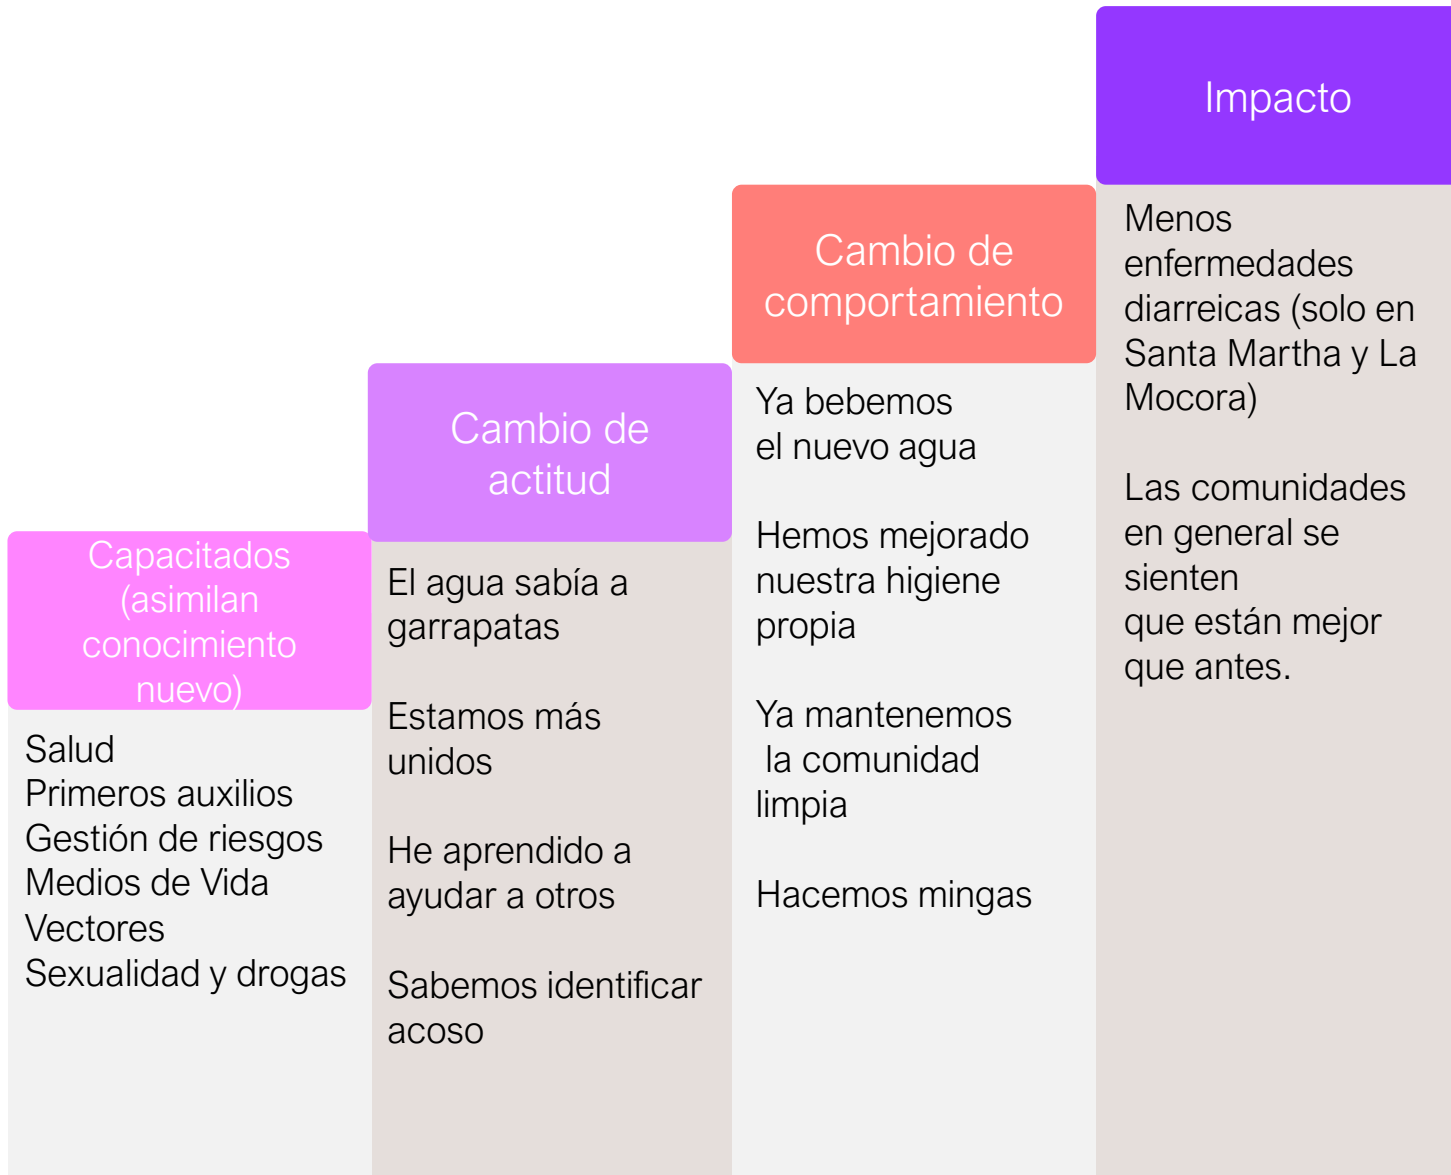 Capacitados
(asimilan
conocimiento
nuevo)
Salud
Primeros auxilios
Gestión de riesgos
Medios de Vida
Vectores
Sexualidad y drogas
Cambio de
actitud
El agua sabía a
garrapatas
Estamos más
unidos
He aprendido a
ayudar a otros
Sabemos identificar
acoso
Cambio de
comportamiento
Ya bebemos
el nuevo agua
Hemos mejorado
nuestra higiene
propia
Ya mantenemos
la comunidad
limpia
Hacemos mingas
Impacto
Menos
enfermedades
diarreicas (solo en
Santa Martha y La
Mocora)
Las comunidades
en general se
sienten
que están mejor
que antes.